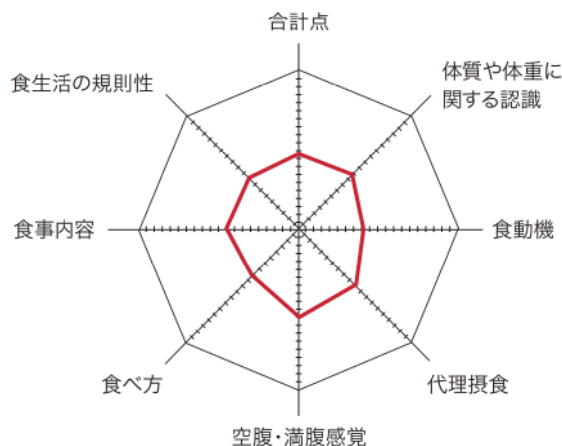 合計点
体質や体重に
関する認識
食動機
代理摂食
空腹・満腹感覚
食べ方
食事内容
食生活の規則性